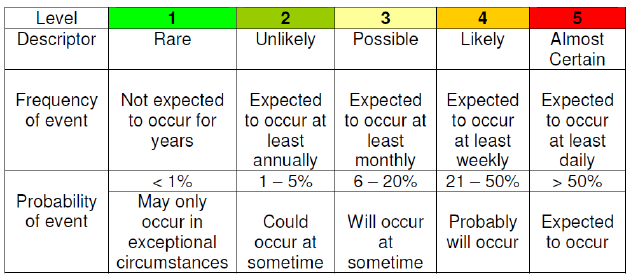 Level 1 2 3 4 5
Descriptor Rare Unlikely Possible Likely Almost
Certain
Frequency Not expected Expected Expected Expected Expected
of event to occur for to occur at to occur at to occur to occur
years least least at least at least
annually monthly weekly daily
< 1% 1 – 5% 6 – 20% 21 – 50% > 50%
Probability May only
of event occur in Could Will occur Probably Expected
exceptional occur at at will occur to occur
circumstances sometime sometime